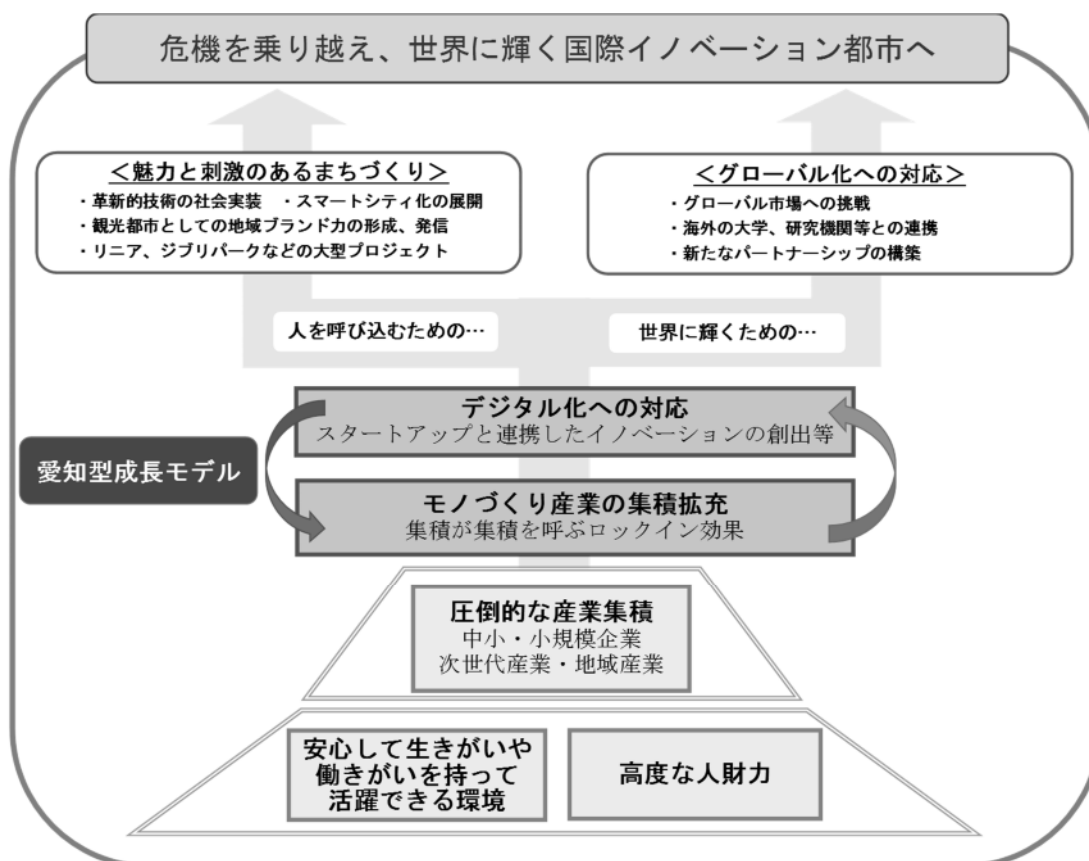 危機を乗り越え、世界に輝く国際イノベーション都市へ
＜魅力と刺激のあるまちづくり＞
・革新的技術の社会実装　・スマートシティ化の展開
・観光都市としての地域ブランド力の形成、発信
・リニア、ジブリパークなどの大型プロジェクト
＜グローバル化への対応＞
・グローバル市場への挑戦
・海外の大学、研究機関等との連携
・新たなパートナーシップの構築
人を呼び込むための…
世界に輝くための…
デジタル化への対応
スタートアップと連携したイノベーションの創出等
愛知型成長モデル
モノづくり産業の集積拡充
集積が集積を呼ぶロックイン効果
圧倒的な産業集積
中小・小規模企業
次世代産業・地域産業
安心して生きがいや
働きがいを持って
活躍できる環境
高度な人財力